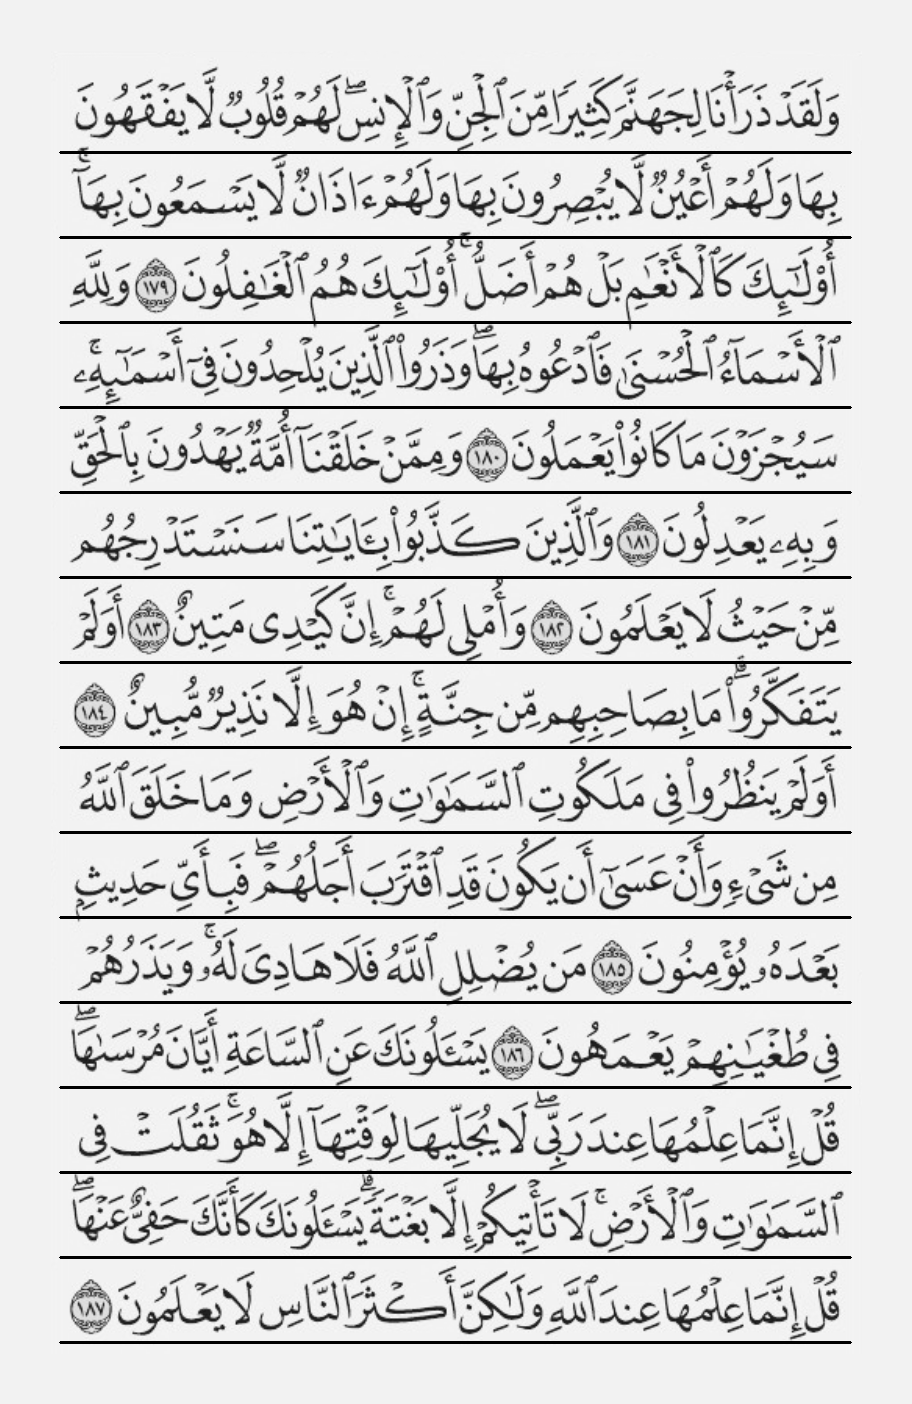 وَلَقَدْ ذَرَأْنَا لِجَهَنَّمَ كَثِيرًا مِّنَ ٱلْجِنِّ وَٱلْإِنسِ ۖ لَهُمْ قُلُوبٌ لَّا يَفْقَهُونَ
بِهَا وَلَهُمْ أَعْيُنٌ لَّا يُبْصِرُونَ بِهَا وَلَهُمْ ءَاذَانٌ لَّا يَسْمَعُونَ بِهَآ ۚ
أُو۟لَـٰٓئِكَ كَٱلْأَنْعَـٰمِ بَلْ هُمْ أَضَلُّ ۚ أُو۟لَـٰٓئِكَ هُمُ ٱلْغَـٰفِلُونَ ١٧٩ وَلِلَّهِ
ٱلْأَسْمَآءُ ٱلْحُسْنَىٰ فَٱدْعُوهُ بِهَا ۖ وَذَرُوا۟ ٱلَّذِينَ يُلْحِدُونَ فِىٓ أَسْمَـٰٓئِهِۦ ۚ
سَيُجْزَوْنَ مَا كَانُوا۟ يَعْمَلُونَ ١٨٠ وَمِمَّنْ خَلَقْنَآ أُمَّةٌ يَهْدُونَ بِٱلْحَقِّ
وَبِهِۦ يَعْدِلُونَ ١٨١ وَٱلَّذِينَ كَذَّبُوا۟ بِـَٔايَـٰتِنَا سَنَسْتَدْرِجُهُم
مِّنْ حَيْثُ لَا يَعْلَمُونَ ١٨٢ وَأُمْلِى لَهُمْ ۚ إِنَّ كَيْدِى مَتِينٌ ١٨٣ أَوَلَمْ
يَتَفَكَّرُوا۟ ۗ مَا بِصَاحِبِهِم مِّن جِنَّةٍ ۚ إِنْ هُوَ إِلَّا نَذِيرٌ مُّبِينٌ ١٨٤
أَوَلَمْ يَنظُرُوا۟ فِى مَلَكُوتِ ٱلسَّمَـٰوَٰتِ وَٱلْأَرْضِ وَمَا خَلَقَ ٱللَّهُ
مِن شَىْءٍ وَأَنْ عَسَىٰٓ أَن يَكُونَ قَدِ ٱقْتَرَبَ أَجَلُهُمْ ۖ فَبِأَىِّ حَدِيثٍۭ
بَعْدَهُۥ يُؤْمِنُونَ ١٨٥ مَن يُضْلِلِ ٱللَّهُ فَلَا هَادِىَ لَهُۥ ۚ وَيَذَرُهُمْ
فِى طُغْيَـٰنِهِمْ يَعْمَهُونَ ١٨٦ يَسْـَٔلُونَكَ عَنِ ٱلسَّاعَةِ أَيَّانَ مُرْسَىٰهَا ۖ
قُلْ إِنَّمَا عِلْمُهَا عِندَ رَبِّى ۖ لَا يُجَلِّيهَا لِوَقْتِهَآ إِلَّا هُوَ ۚ ثَقُلَتْ فِى
ٱلسَّمَـٰوَٰتِ وَٱلْأَرْضِ ۚ لَا تَأْتِيكُمْ إِلَّا بَغْتَةً ۗ يَسْـَٔلُونَكَ كَأَنَّكَ حَفِىٌّ عَنْهَا ۖ
قُلْ إِنَّمَا عِلْمُهَا عِندَ ٱللَّهِ وَلَـٰكِنَّ أَكْثَرَ ٱلنَّاسِ لَا يَعْلَمُونَ ١٨٧